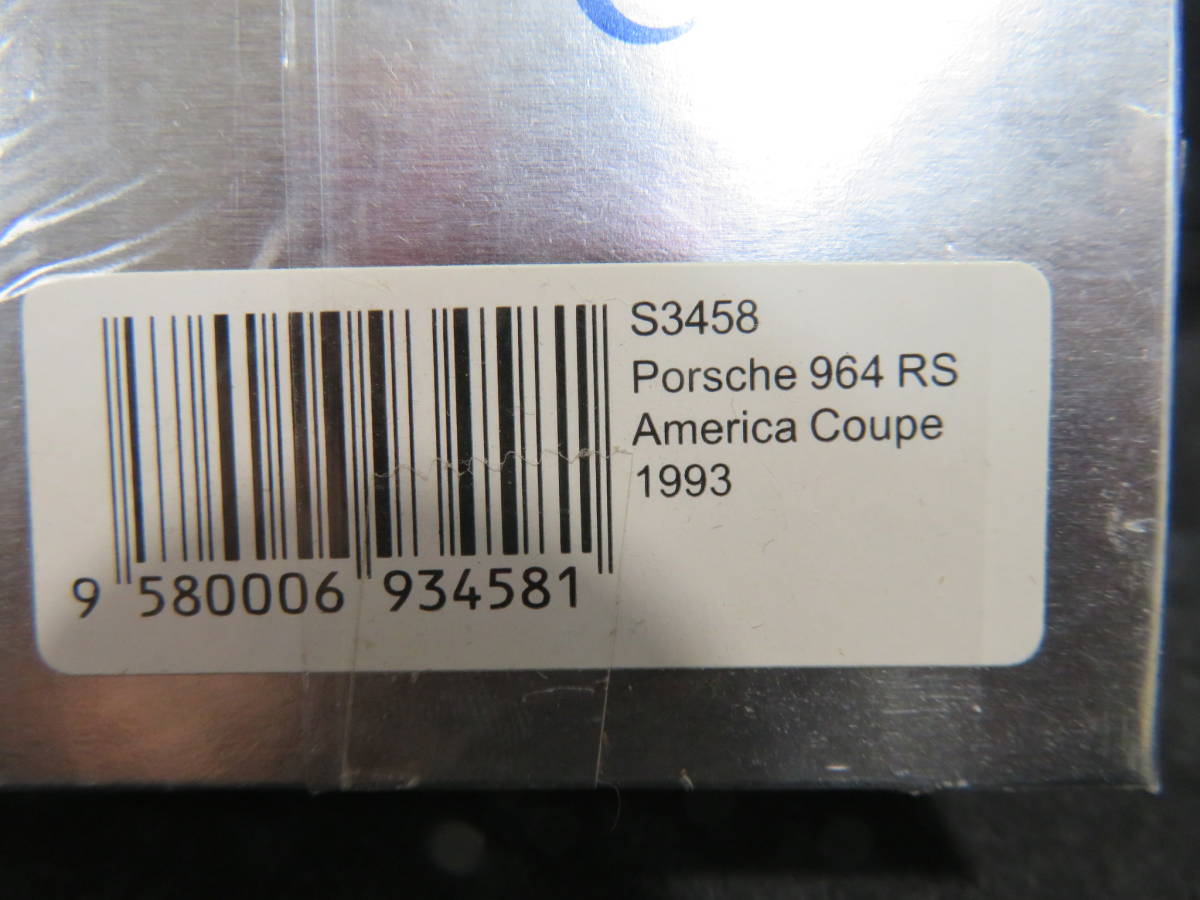 S3458
Porsche 964 RS
America Coupe
1993
9 580006 934581